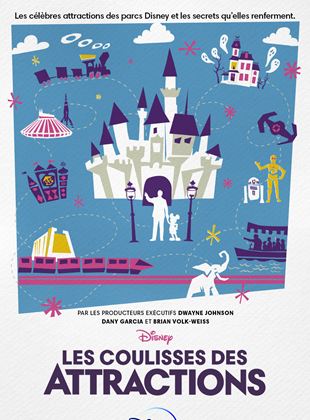 Les célèbres attractions des parcs Disney et les secrets qu'elles renferment.
PAR LES PRODUCTEURS EXÉCUTIFS DWAYNE JOHNSON
DANY GARCIA ET BRIAN VOLK-WEISS
Disney
LES COULISSES DES
ATTRACTIONS